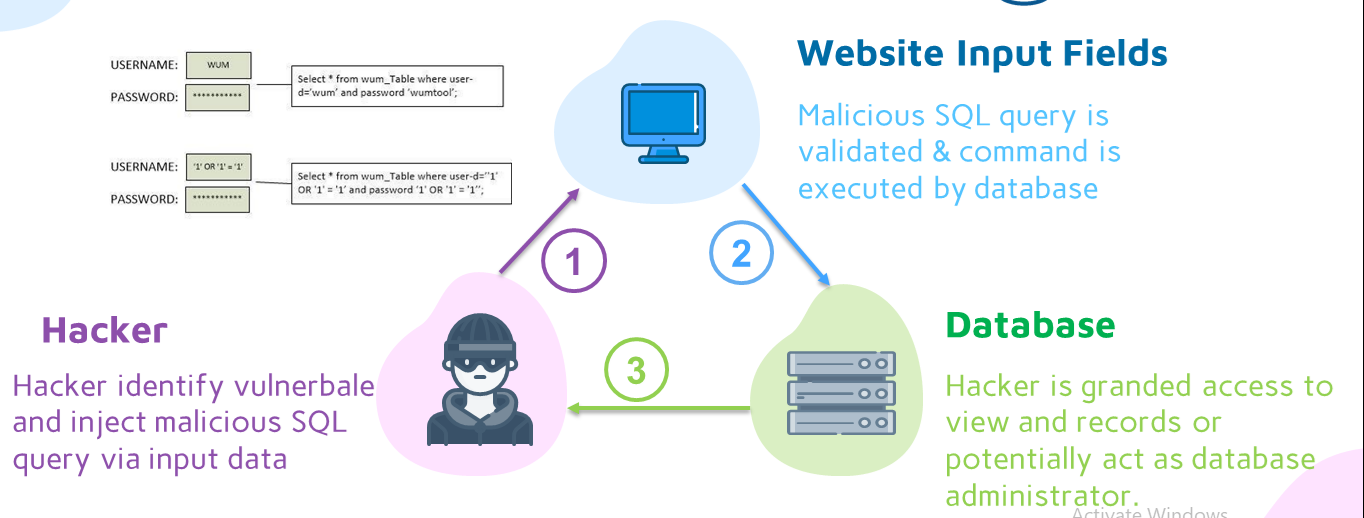 USERNAME:
WUM
PASSWORD:
***********
Select * from wum_Table where user-
d='wum' and password 'wumtool';
USERNAME:
'1' OR '1' = '1'
PASSWORD:
***********
Select * from wum_Table where user-d=''1'
OR '1' = '1' and password '1' OR '1' = '1'';
Website Input Fields
Malicious SQL query is
validated & command is
executed by database
1
2
3
Hacker
Hacker identify vulnerbale
and inject malicious SQL
query via input data
Database
Hacker is granded access to
view and records or
potentially act as database
administrator.
Activate Windows